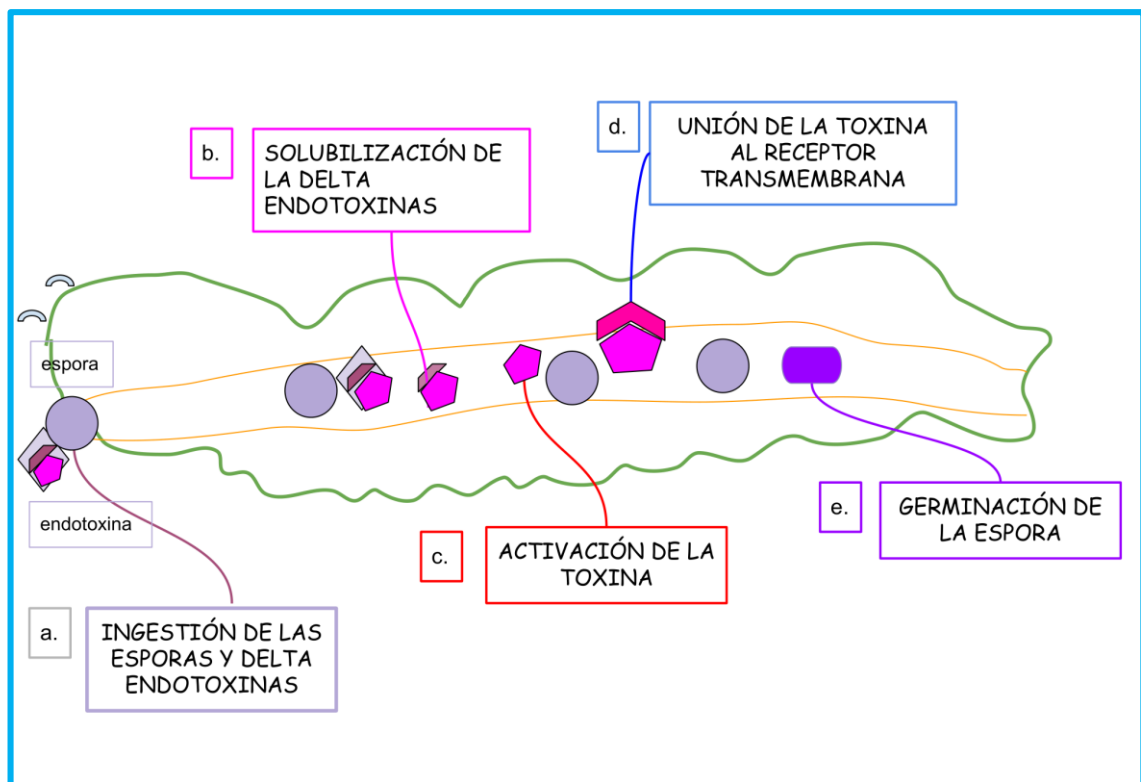 b.
SOLUBILIZACIÓN DE
LA DELTA
ENDOTOXINAS
d.
UNIÓN DE LA TOXINA
AL RECEPTOR
TRANSMEMBRANA
espora
endotoxina
a.
INGESTIÓN DE LAS
ESPORAS Y DELTA
ENDOTOXINAS
c.
ACTIVACIÓN DE LA
TOXINA
e.
GERMINACIÓN DE
LA ESPORA